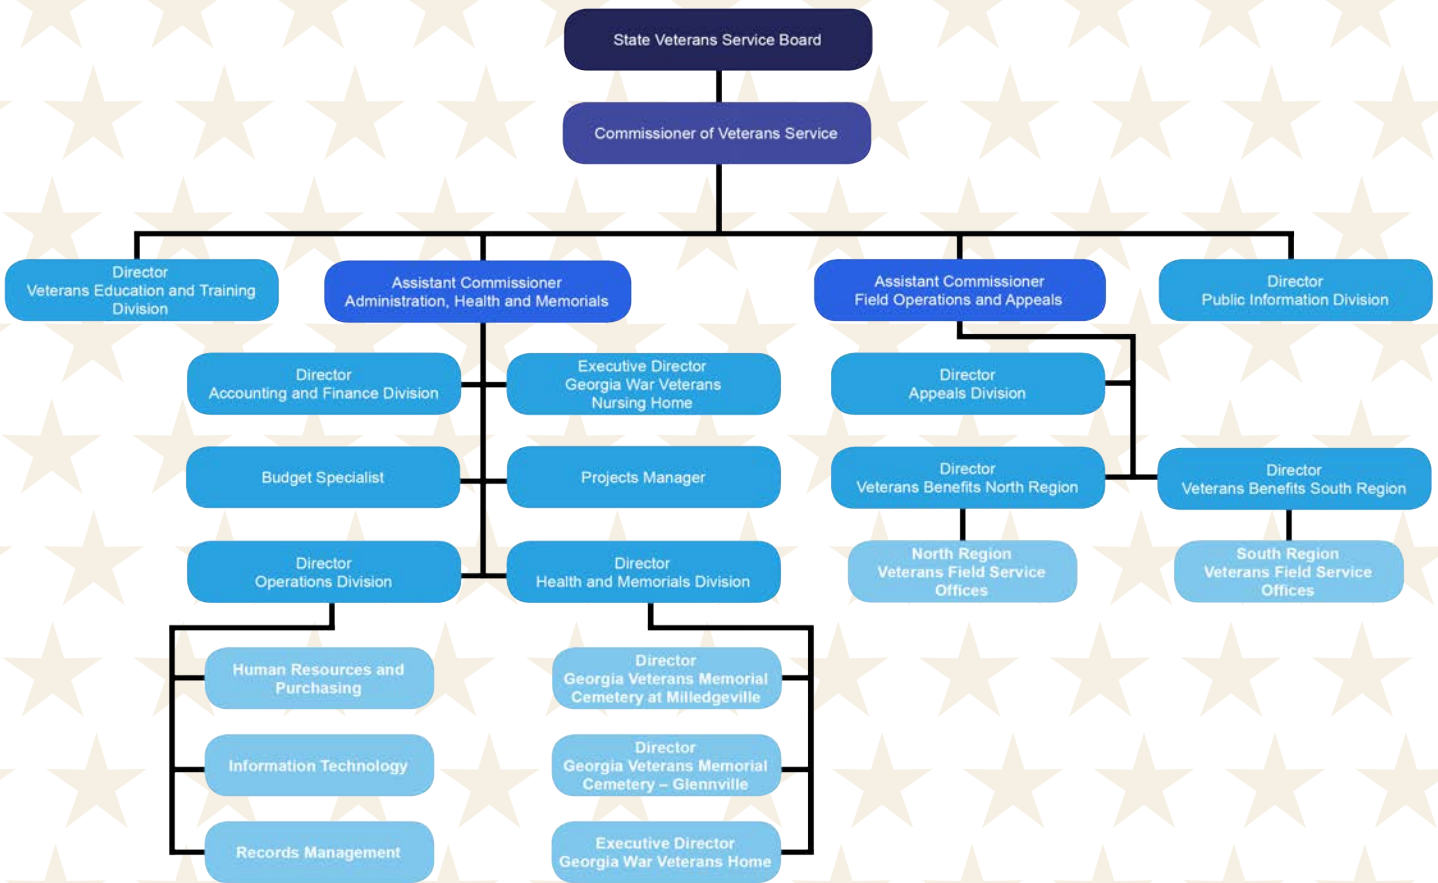 State Veterans Service Board
Commissioner of Veterans Service
Director
Veterans Education and Training
Division
Assistant Commissioner
Administration, Health and Memorials
Assistant Commissioner
Field Operations and Appeals
Director
Public Information Division
Director
Accounting and Finance Division
Executive Director
Georgia War Veterans
Nursing Home
Director
Appeals Division
Budget Specialist
Projects Manager
Director
Veterans Benefits North Region
Director
Veterans Benefits South Region
Director
Operations Division
Director
Health and Memorials Division
North Region
Veterans Field Service
Offices
South Region
Veterans Field Service
Offices
Human Resources and
Purchasing
Director
Georgia Veterans Memorial
Cemetery at Milledgeville
Information Technology
Director
Georgia Veterans Memorial
Cemetery – Glennville
Records Management
Executive Director
Georgia War Veterans Home